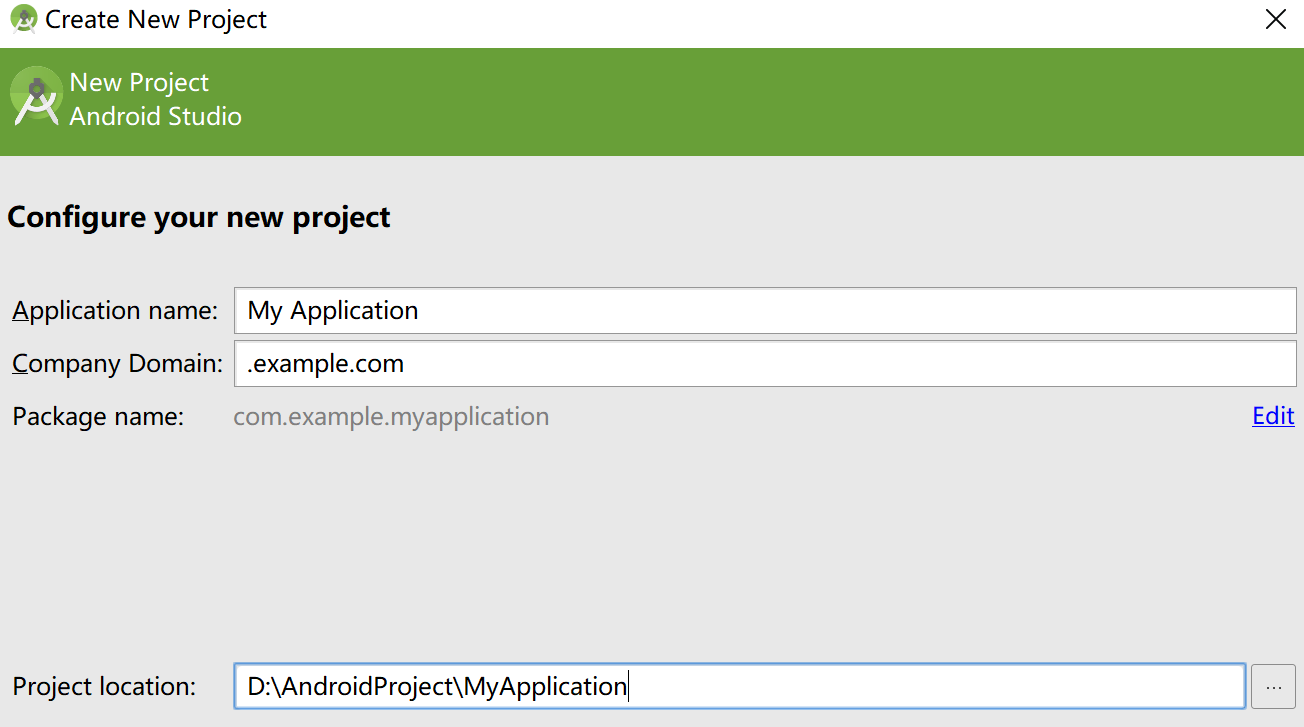 Create New Project
New Project
Android Studio
Configure your new project
Application name: My Application
Company Domain: .example.com
Package name: com.example.myapplication Edit
Project location: D:\AndroidProject\MyApplication ...